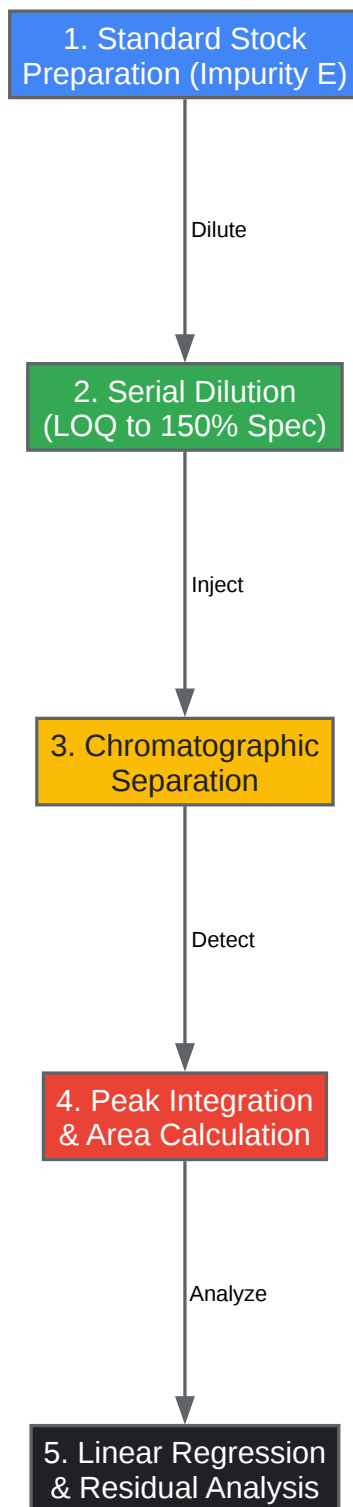 1. Standard Stock
Preparation (Impurity E)
Dilute
2. Serial Dilution
(LOQ to 150% Spec)
Inject
3. Chromatographic
Separation
Detect
4. Peak Integration
& Area Calculation
Analyze
5. Linear Regression
& Residual Analysis